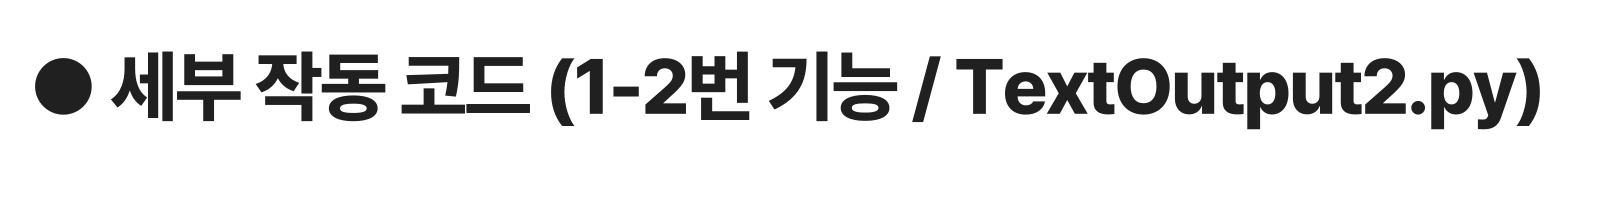 ● 세부 작동 코드 (1-2번 기능 / TextOutput2.py)